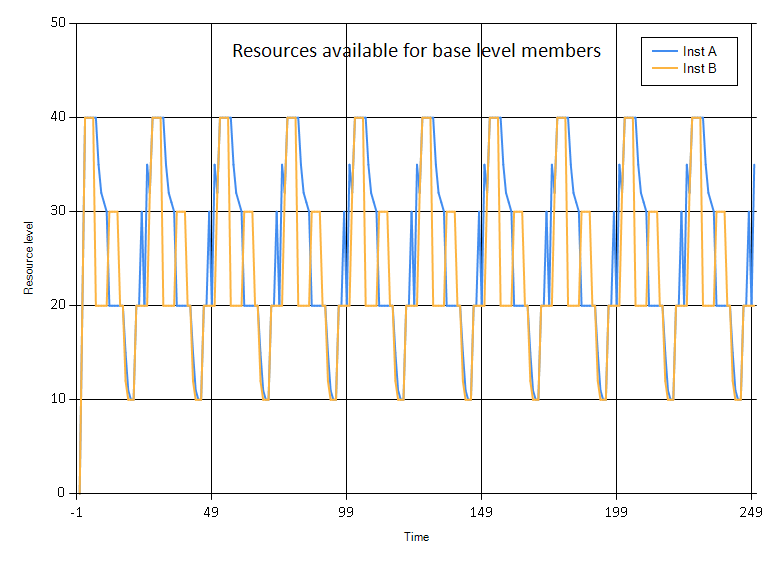 50
Resources available for base level members
Inst A
Inst B
40
30
Resource level
20
10
0
-1 49 99 149 199 249
Time